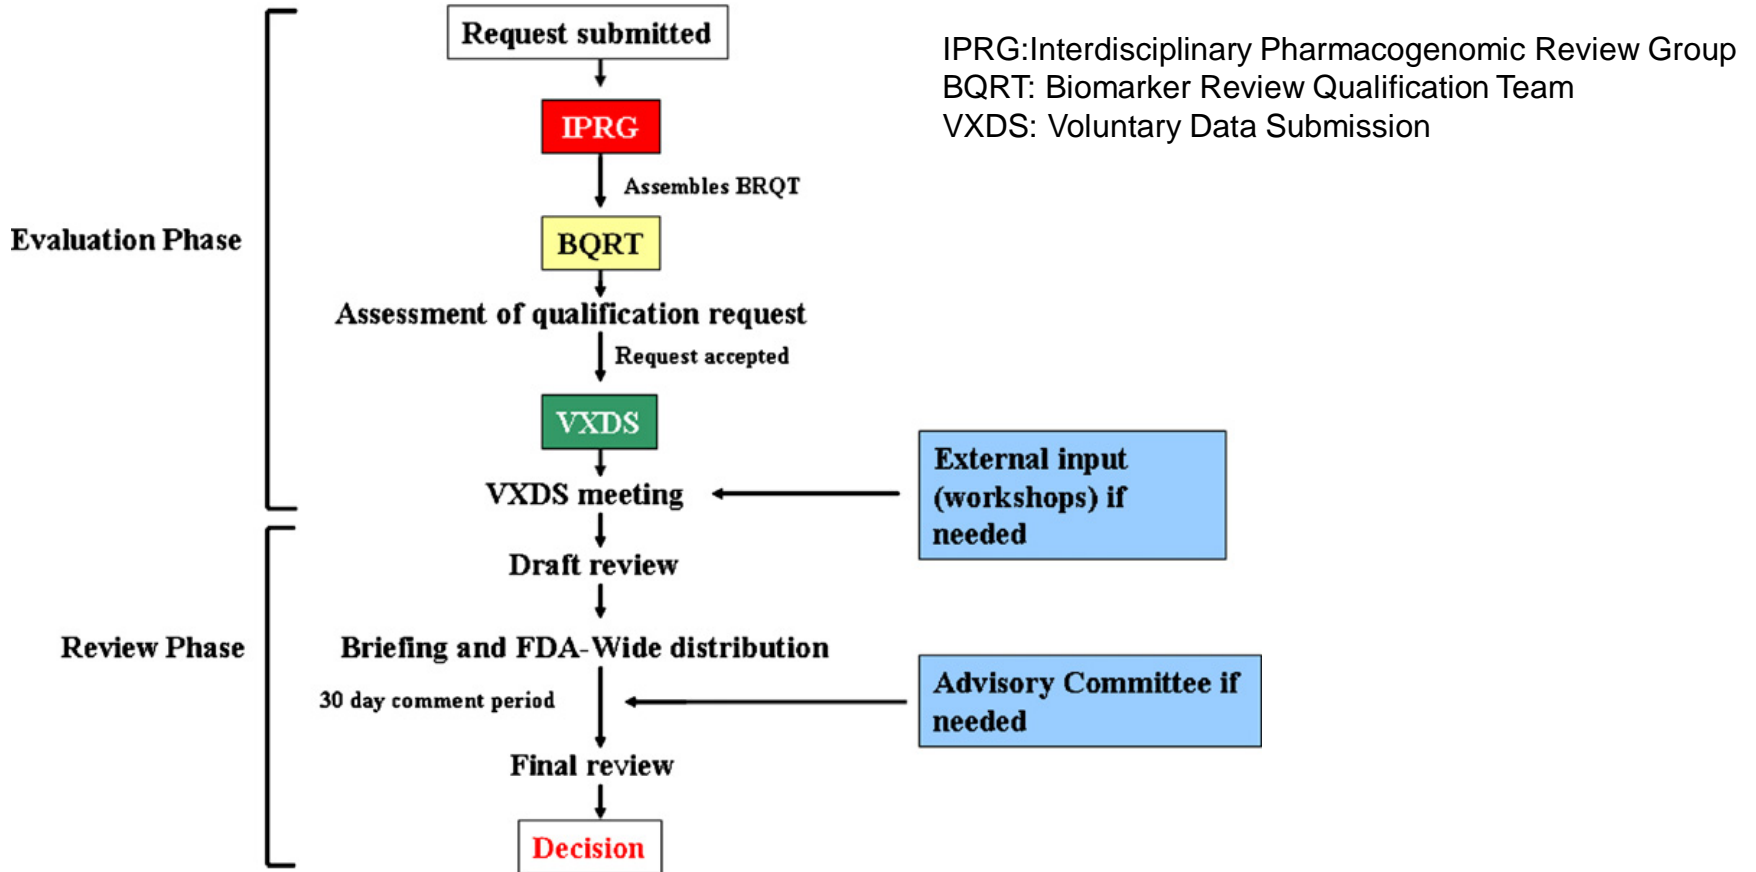 Request submitted
IPRG:Interdisciplinary Pharmacogenomic Review Group
BQRT: Biomarker Review Qualification Team
VXDS: Voluntary Data Submission
IPRG
Assembles BRQT
Evaluation Phase
BQRT
Assessment of qualification request
Request accepted
VXDS
External input
(workshops) if
needed
VXDS meeting
Draft review
Review Phase
Briefing and FDA-Wide distribution
30 day comment period
Advisory Committee if
needed
Final review
Decision